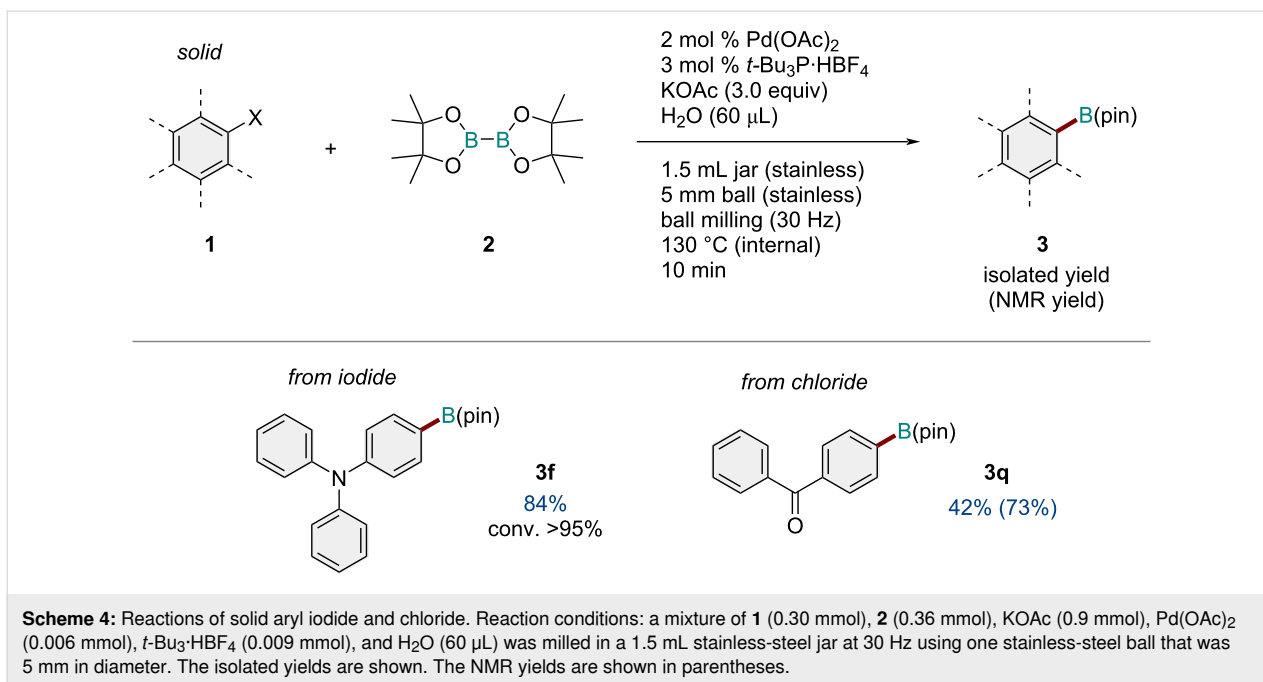 solid
X
+
O
O
B
B
O
O
2 mol % Pd(OAc)2
3 mol % t-Bu3P·HBF4
KOAc (3.0 equiv)
H2O (60 μL)
1.5 mL jar (stainless)
5 mm ball (stainless)
ball milling (30 Hz)
130 °C (internal)
10 min
B(pin)
1
2
3
isolated yield
(NMR yield)
from iodide
B(pin)
N
3f
84%
conv. >95%
from chloride
B(pin)
O
3q
42% (73%)
Scheme 4: Reactions of solid aryl iodide and chloride. Reaction conditions: a mixture of 1 (0.30 mmol), 2 (0.36 mmol), KOAc (0.9 mmol), Pd(OAc)2
(0.006 mmol), t-Bu3·HBF4 (0.009 mmol), and H2O (60 μL) was milled in a 1.5 mL stainless-steel jar at 30 Hz using one stainless-steel ball that was
5 mm in diameter. The isolated yields are shown. The NMR yields are shown in parentheses.